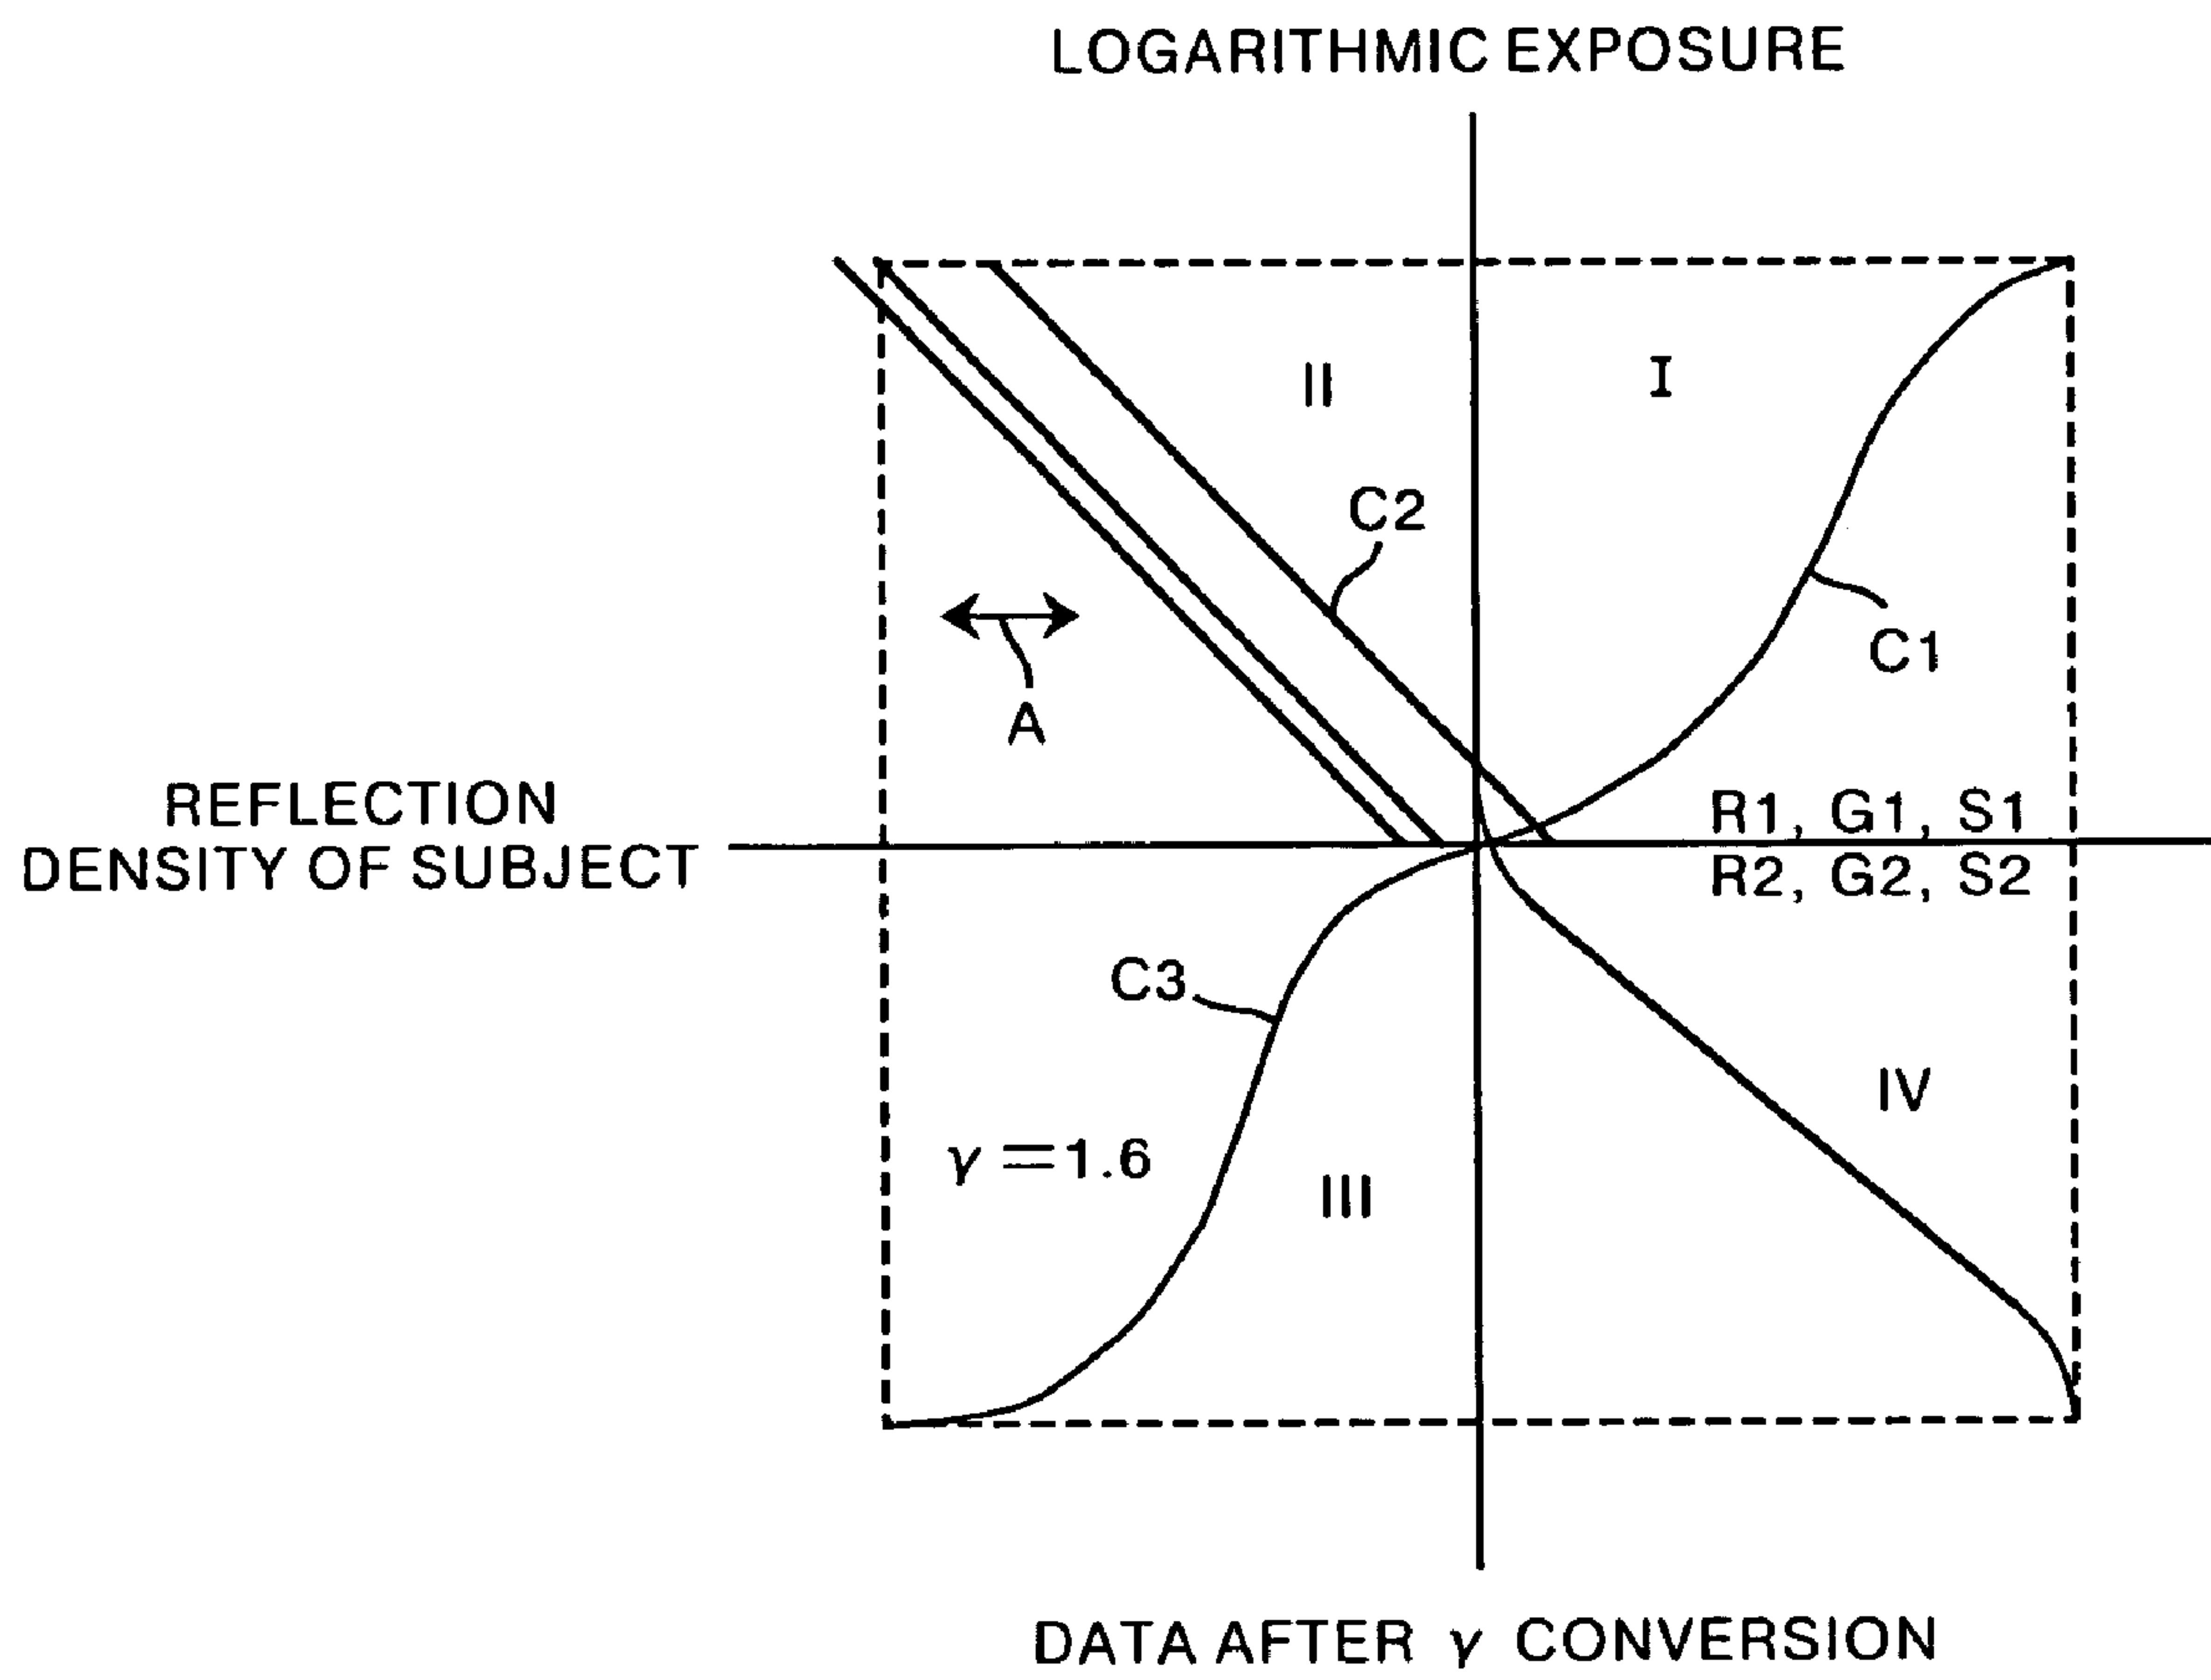 LOGARITHMIC EXPOSURE
II
I
C2
C1
A
REFLECTION
DENSITY OF SUBJECT
R1, G1, S1
R2, G2, S2
C3
IV
γ=1.6
III
DATA AFTER γ CONVERSION